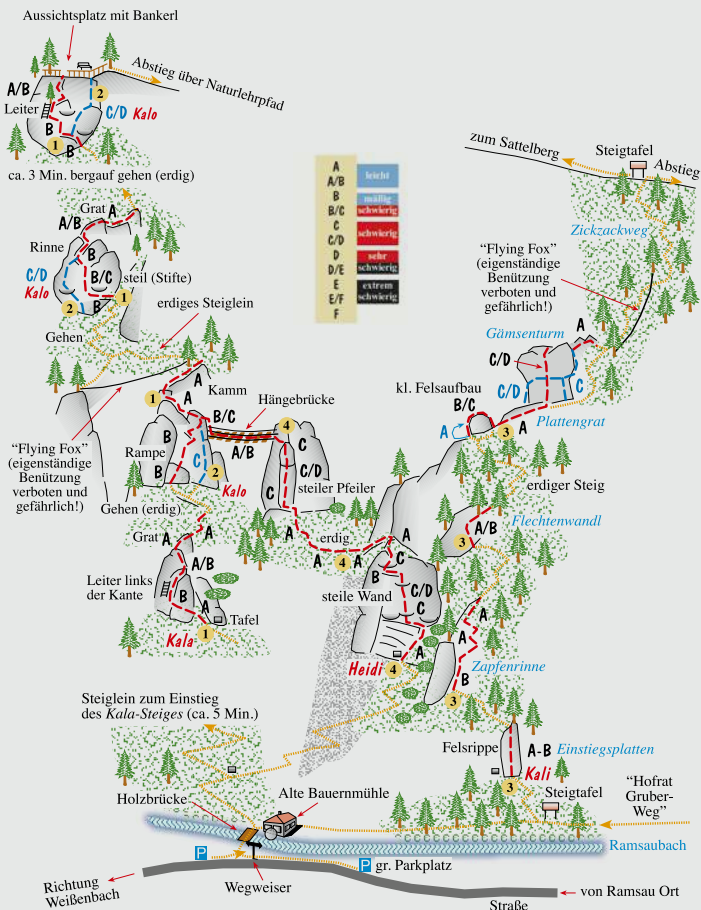 Aussichtsplatz mit Bankerl
Abstieg über Naturlehrpfad
A/B
Leiter
2
C/D Kalo
B
1
B
ca. 3 Min. bergauf gehen (erdig)
Grat
A
A/B
Rinne
B
C/D
Kalo
B/C
steil (Stifte)
1
2
B
erdiges Steiglein
Gehen
A
A/B
B
B/C
C
C/D
D
D/E
E
E/F
F
leicht
mäßig
schwierig
schwierig
sehr
schwierig
extrem
schwierig
zum Sattelberg
Steigtafel
Abstieg
Zickzackweg
"Flying Fox"
(eigenständige
Benützung
verboten und
gefährlich!)
Gämsenturm
A
C/D
C/D
C
kl. Felsaufbau
B/C
A
3
A
Plattengrat
erdiger Steig
A/B
Flechtenwandl
3
A
Kamm
1
A
B/C
Hängebrücke
4
A/B
"Flying Fox"
(eigenständige
Benützung
verboten und
gefährlich!)
Rampe
B
B
C
2
Kalo
C
C/D
C
steiler Pfeiler
Gehen (erdig)
Grat
A
A
A/B
Leiter links
der Kante
B
A
Tafel
1
Kala
A
erdig
A
4
A
A
B
C
C/D
C
steile Wand
A
Heidi
4
A
A
Zapfenrinne
B
3
Steiglein zum Einstieg
des Kala-Steiges (ca. 5 Min.)
Felsrippe
A-B
Einstiegsplatten
Kali
3
Steigtafel
"Hofrat
Gruber-
Weg"
Holzbrücke
Alte Bauernmühle
Ramsaubach
P
P gr. Parkplatz
Wegweiser
Richtung
Weißenbach
von Ramsau Ort
Straße